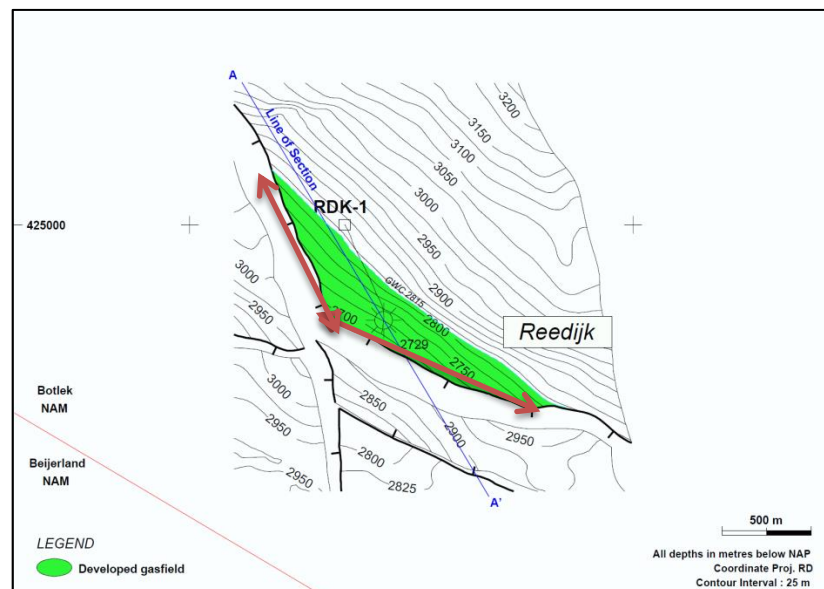 A
Line of Section
3200
3150
3100
3050
3000
2950
2900
RDK-1
425000
3000
2950
GWC 2815
2800
2700
2729
2750
Reedijk
3000
2850
2900
2950
2950
2800
2825
A'
Botlek
NAM
Beijerland
NAM
500 m
LEGEND
Developed gasfield
All depths in metres below NAP
Coordinate Proj. RD
Contour Interval : 25 m